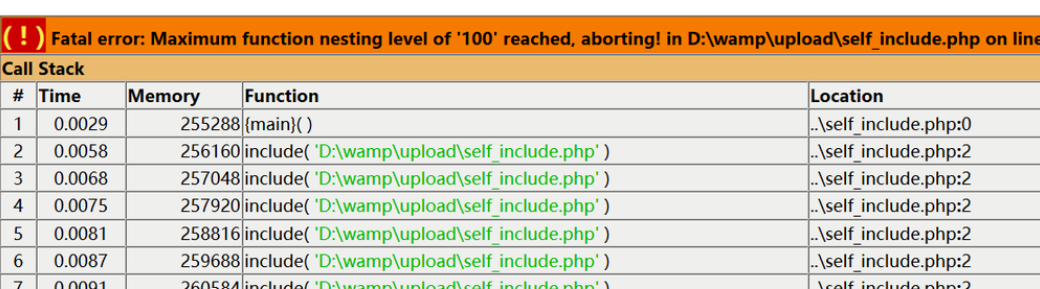 ( ! ) Fatal error: Maximum function nesting level of '100' reached, aborting! in D:\wamp\upload\self_include.php on line
Call Stack
# Time Memory Function Location
1 0.0029 255288 {main}( ) ..\self_include.php:0
2 0.0058 256160 include( 'D:\wamp\upload\self_include.php' ) ..\self_include.php:2
3 0.0068 257048 include( 'D:\wamp\upload\self_include.php' ) ..\self_include.php:2
4 0.0075 257920 include( 'D:\wamp\upload\self_include.php' ) ..\self_include.php:2
5 0.0081 258816 include( 'D:\wamp\upload\self_include.php' ) ..\self_include.php:2
6 0.0087 259688 include( 'D:\wamp\upload\self_include.php' ) ..\self_include.php:2
7 0.0091 260584 include( 'D:\wamp\upload\self_include.php' ) ..\self_include.php:2